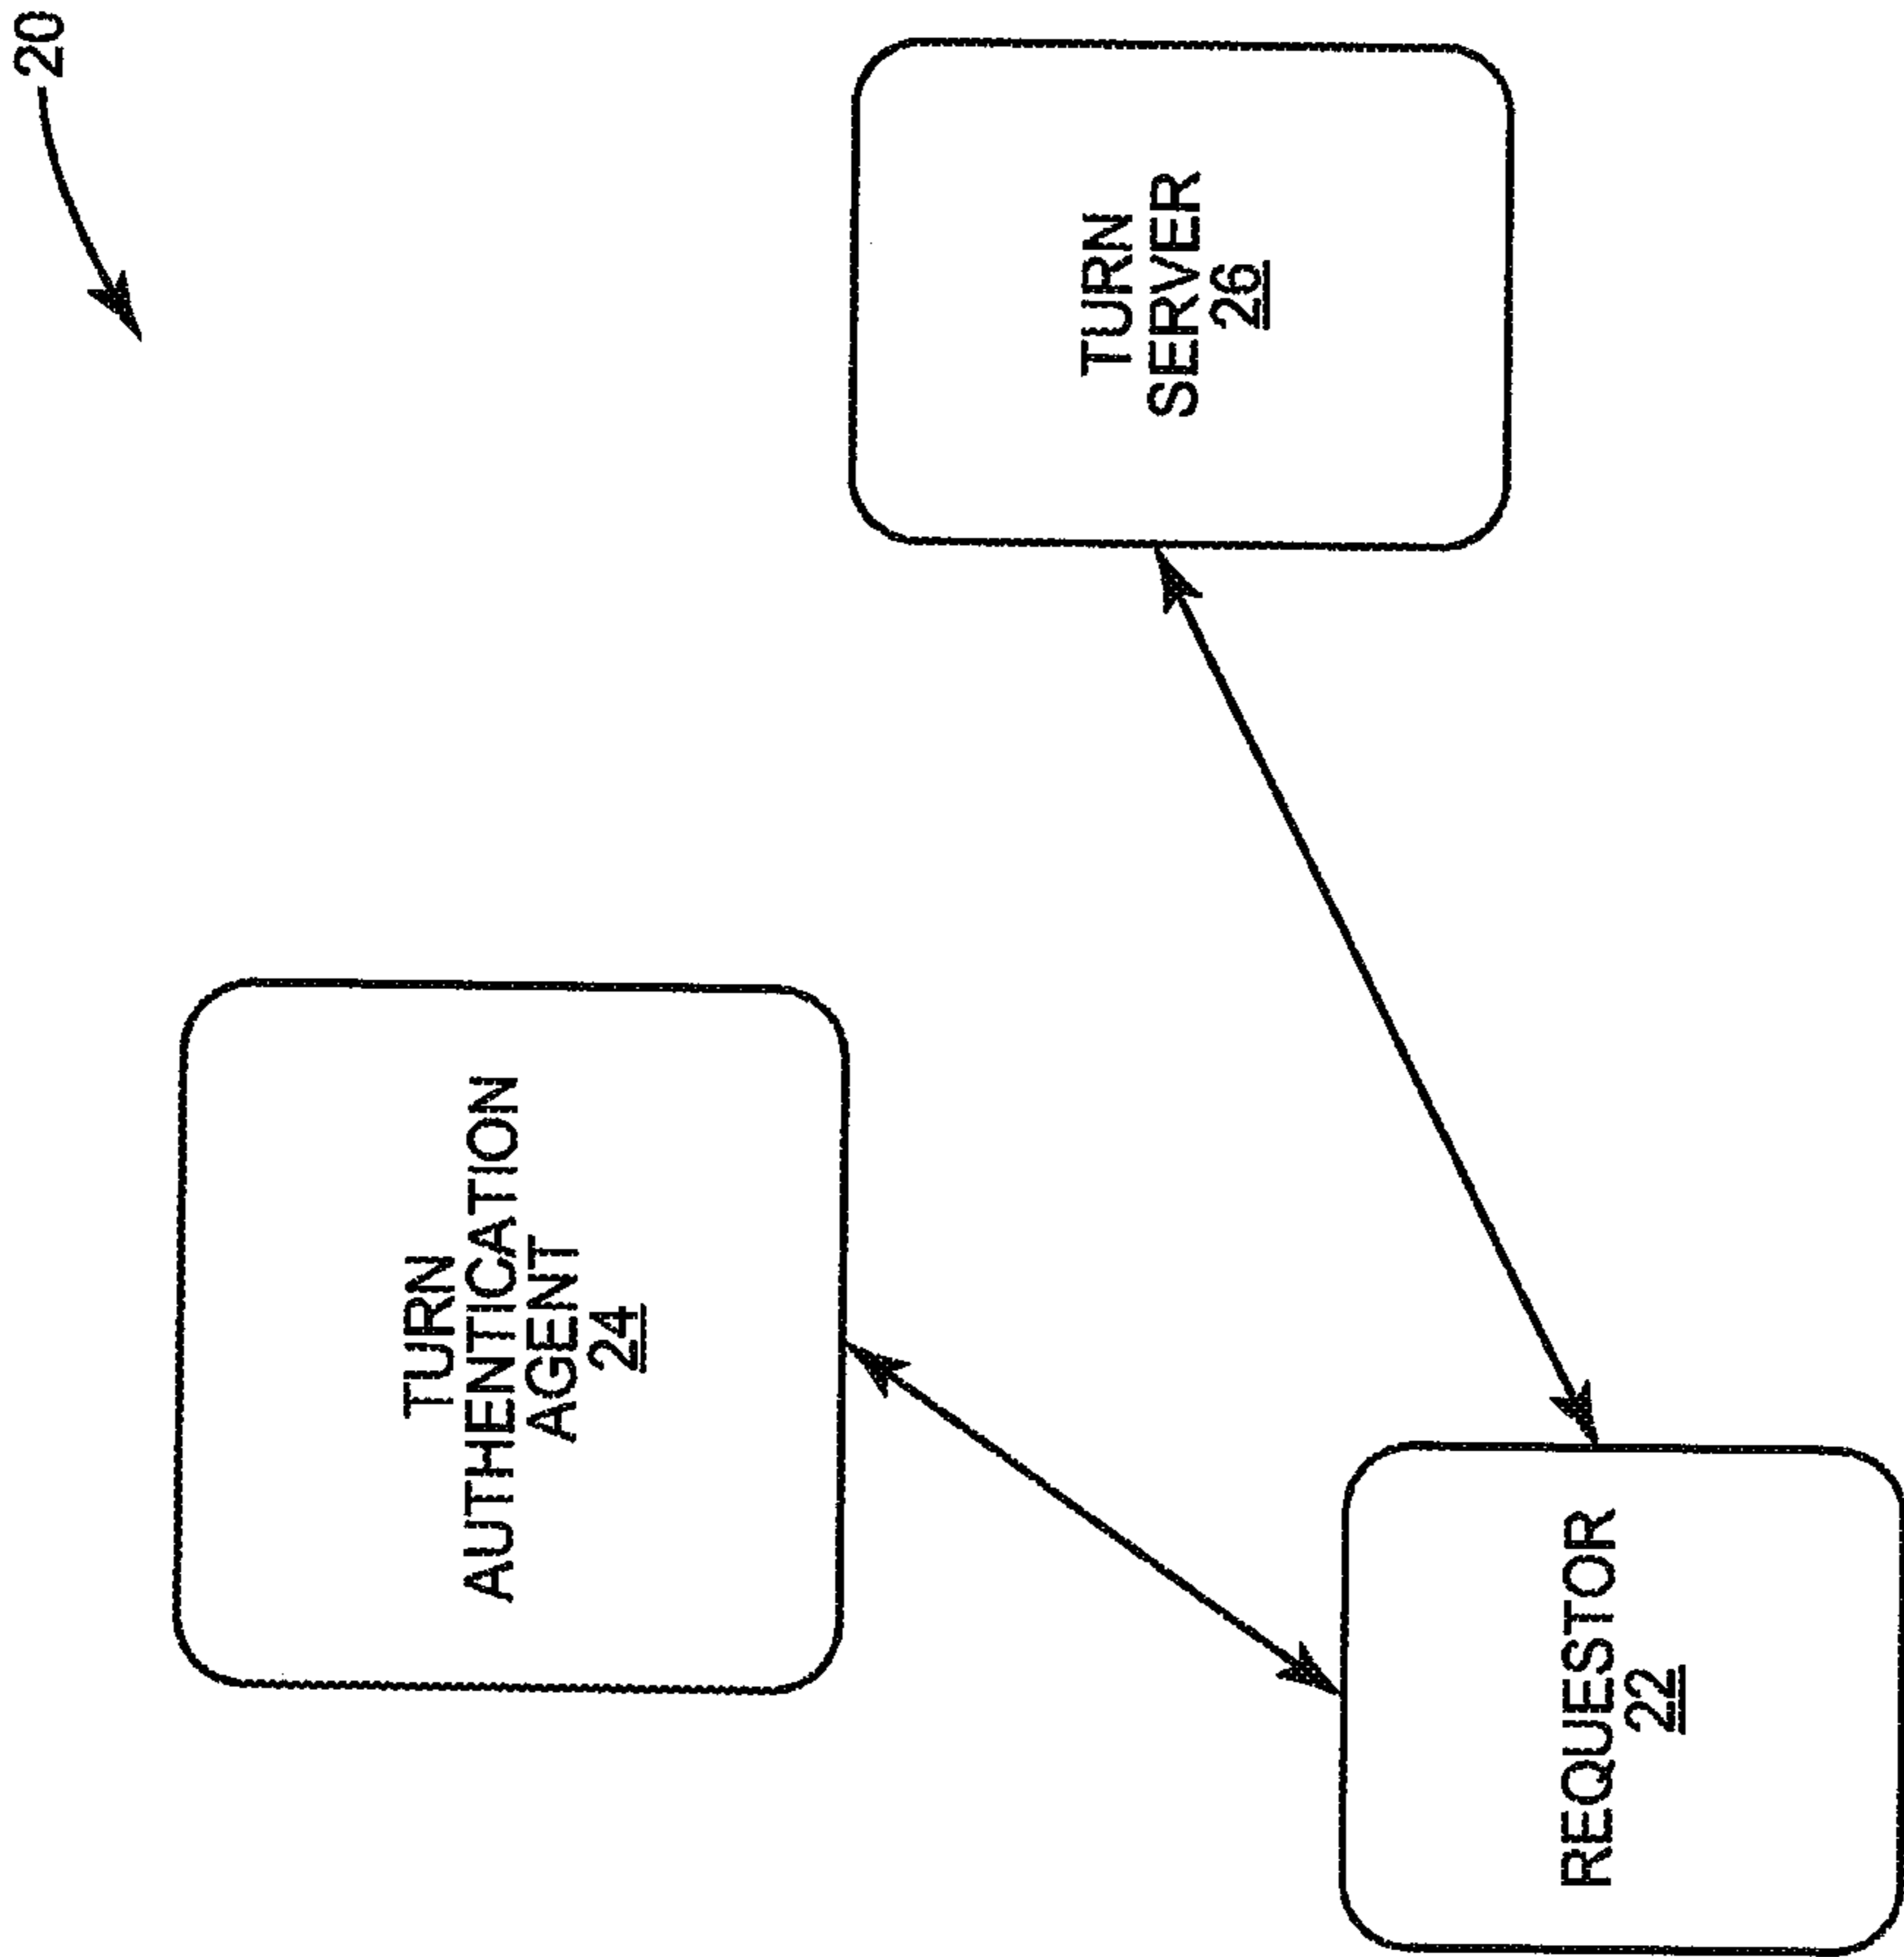 20
TURN
AUTHENTICATION
AGENT
24
TURN
SERVER
26
REQUESTOR
22